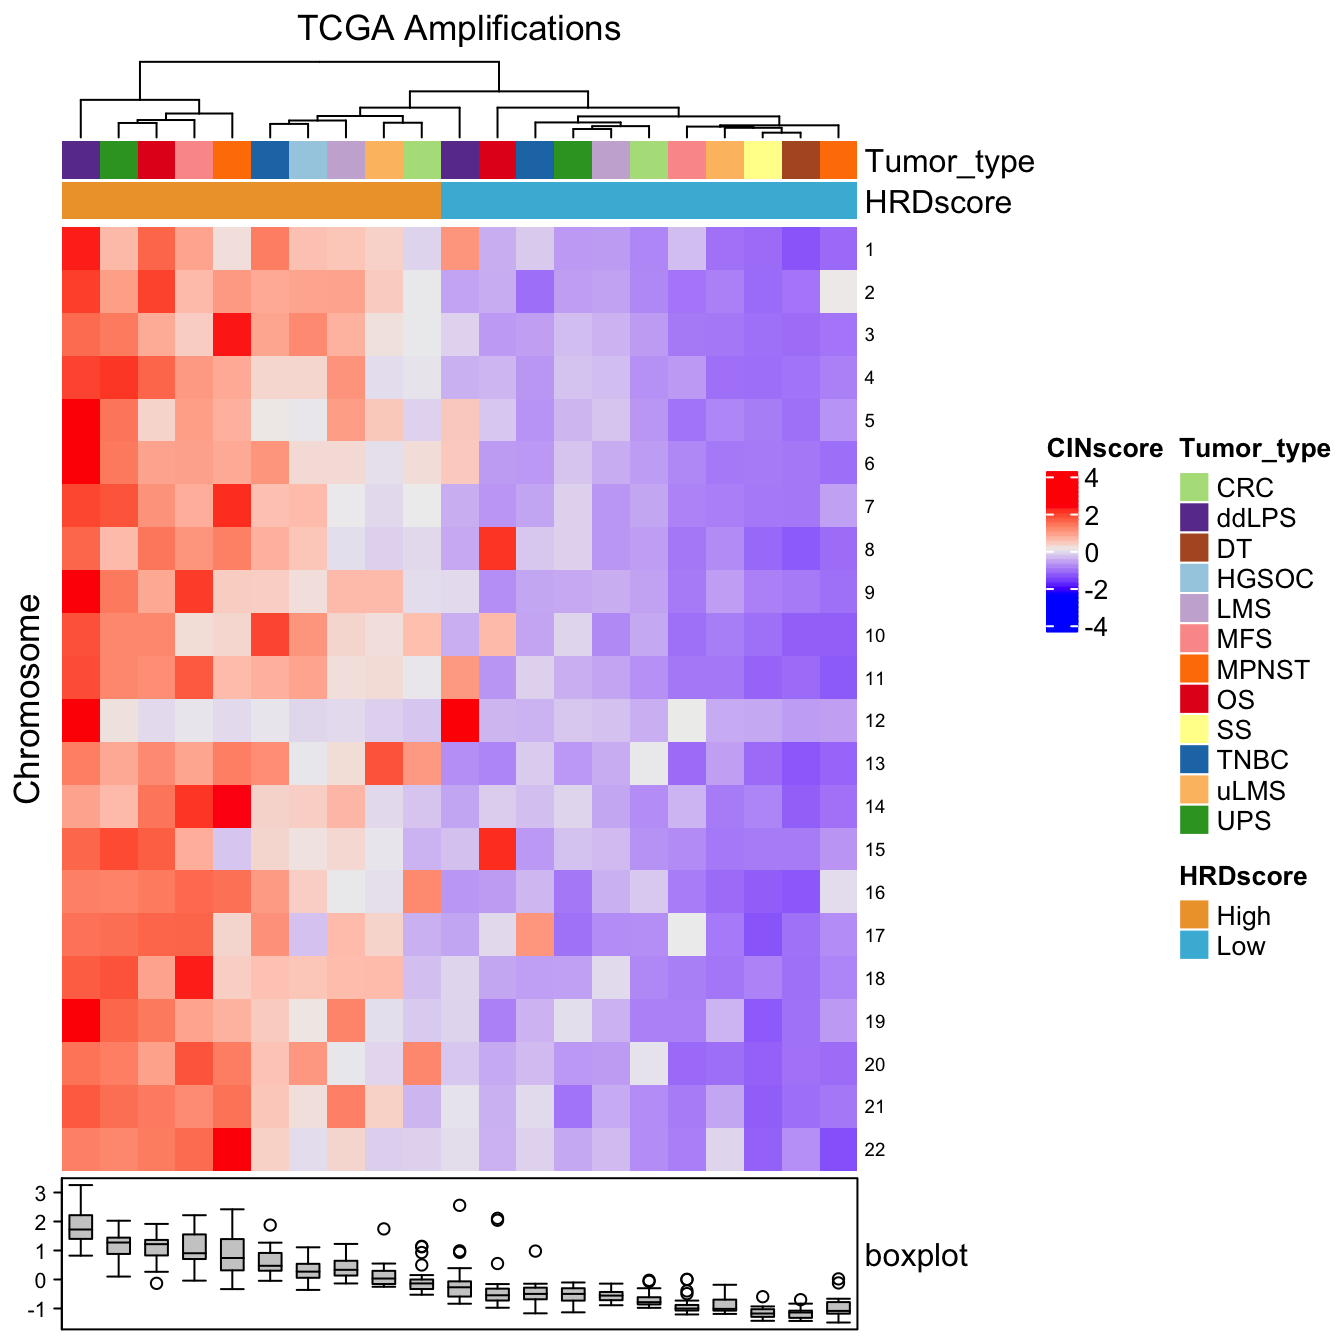 TCGA Amplifications
Tumor_type
HRDscore
1
2
3
4
5
6
7
8
9
10
11
12
13
14
15
16
17
18
19
20
21
22
Chromosome
CINscore
4
2
0
-2
-4
Tumor_type
CRC
ddLPS
DT
HGSOC
LMS
MFS
MPNST
OS
SS
TNBC
uLMS
UPS
HRDscore
High
Low
3
2
1
0
-1
boxplot